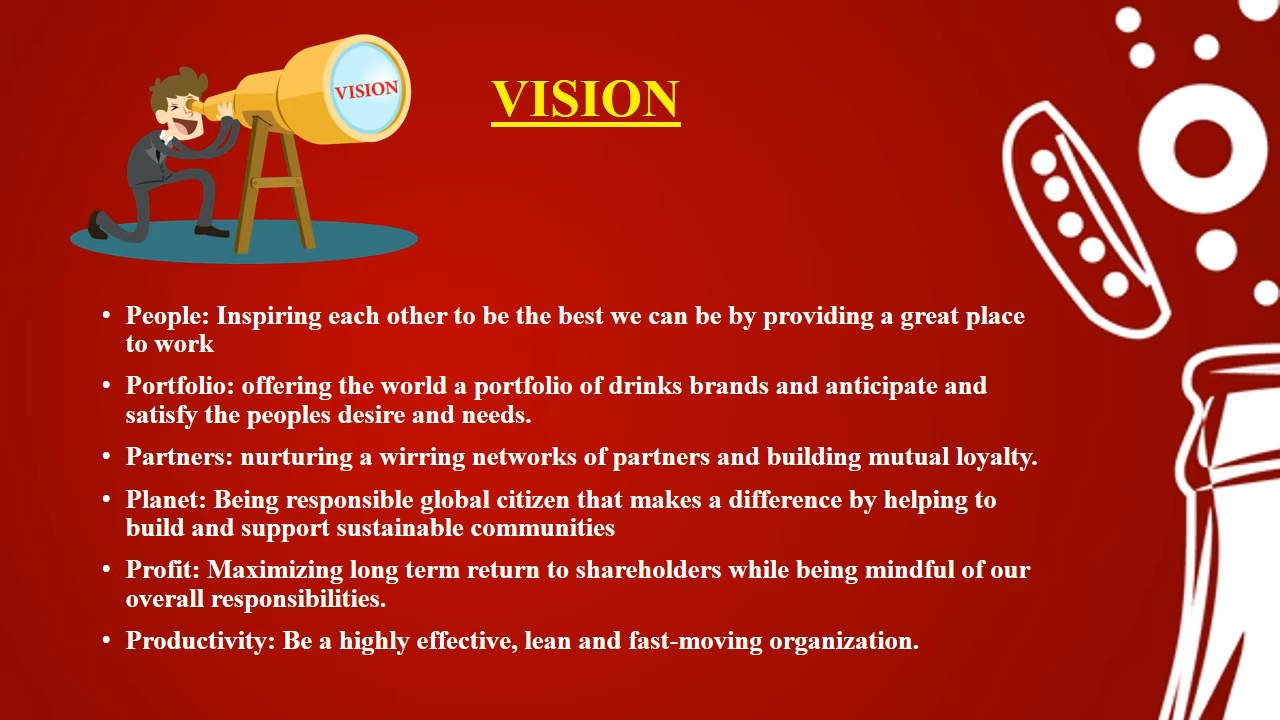 VISION
VISION
• People: Inspiring each other to be the best we can be by providing a great place
to work
• Portfolio: offering the world a portfolio of drinks brands and anticipate and
satisfy the peoples desire and needs.
• Partners: nurturing a wirring networks of partners and building mutual loyalty.
• Planet: Being responsible global citizen that makes a difference by helping to
build and support sustainable communities
• Profit: Maximizing long term return to shareholders while being mindful of our
overall responsibilities.
• Productivity: Be a highly effective, lean and fast-moving organization.